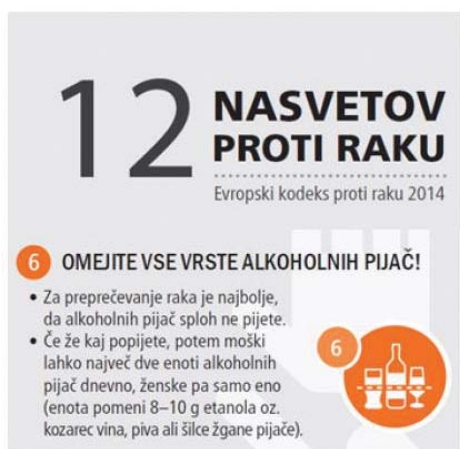 12 NASVETOV
PROTI RAKU
Evropski kodeks proti raku 2014
6 OMEJITE VSE VRSTE ALKOHOLNIH PIJAČ!
• Za preprečevanje raka je najbolje,
da alkoholnih pijač sploh ne pijete.
• Če že kaj popijete, potem moški
lahko največ dve enoti alkoholnih
pijač dnevno, ženske pa samo eno
(enota pomeni 8–10 g etanola oz.
kozarec vina, piva ali šilce žgane pijače).
6